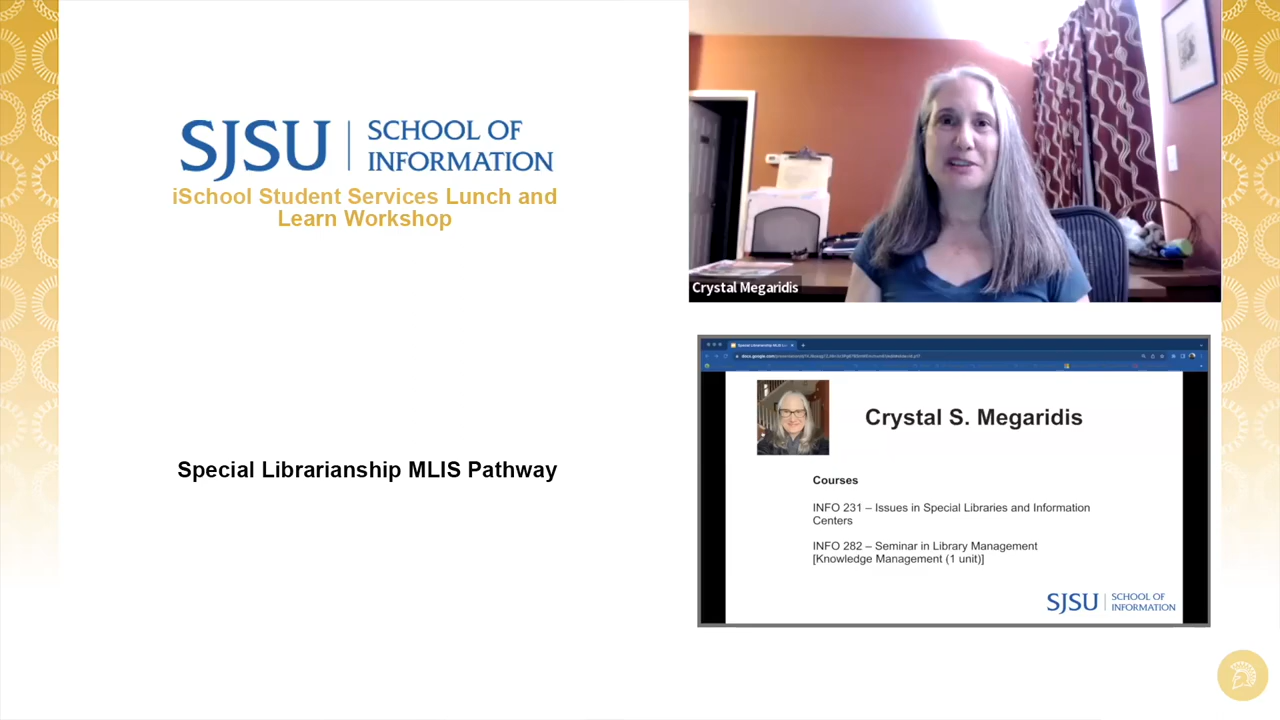 SJSU
SCHOOL OF
INFORMATION
iSchool Student Services Lunch and
Learn Workshop
Special Librarianship MLIS Pathway
Crystal Megaridis
Crystal S. Megaridis
Courses
INFO 231 – Issues in Special Libraries and Information
Centers
INFO 282 – Seminar in Library Management
[Knowledge Management (1 unit)]
SJSU
SCHOOL OF
INFORMATION